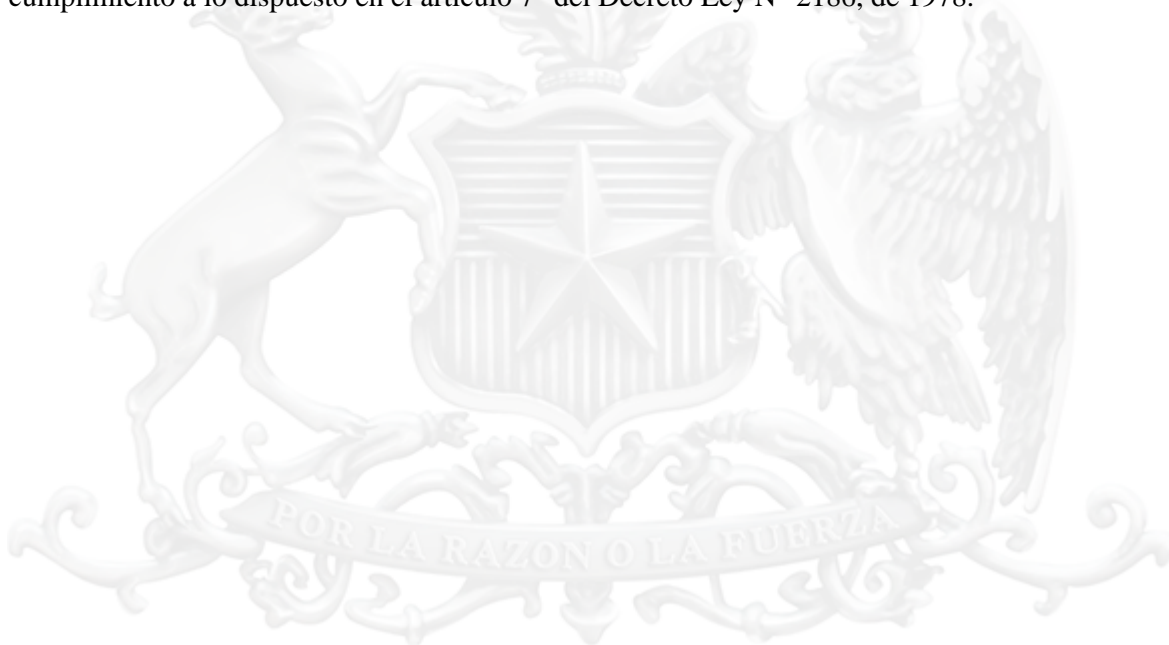 cumplimiento a lo dispuesto en el artículo 7° del Decreto Ley N° 2186, de 1978.
POR LA RAZON O LA FUERZA